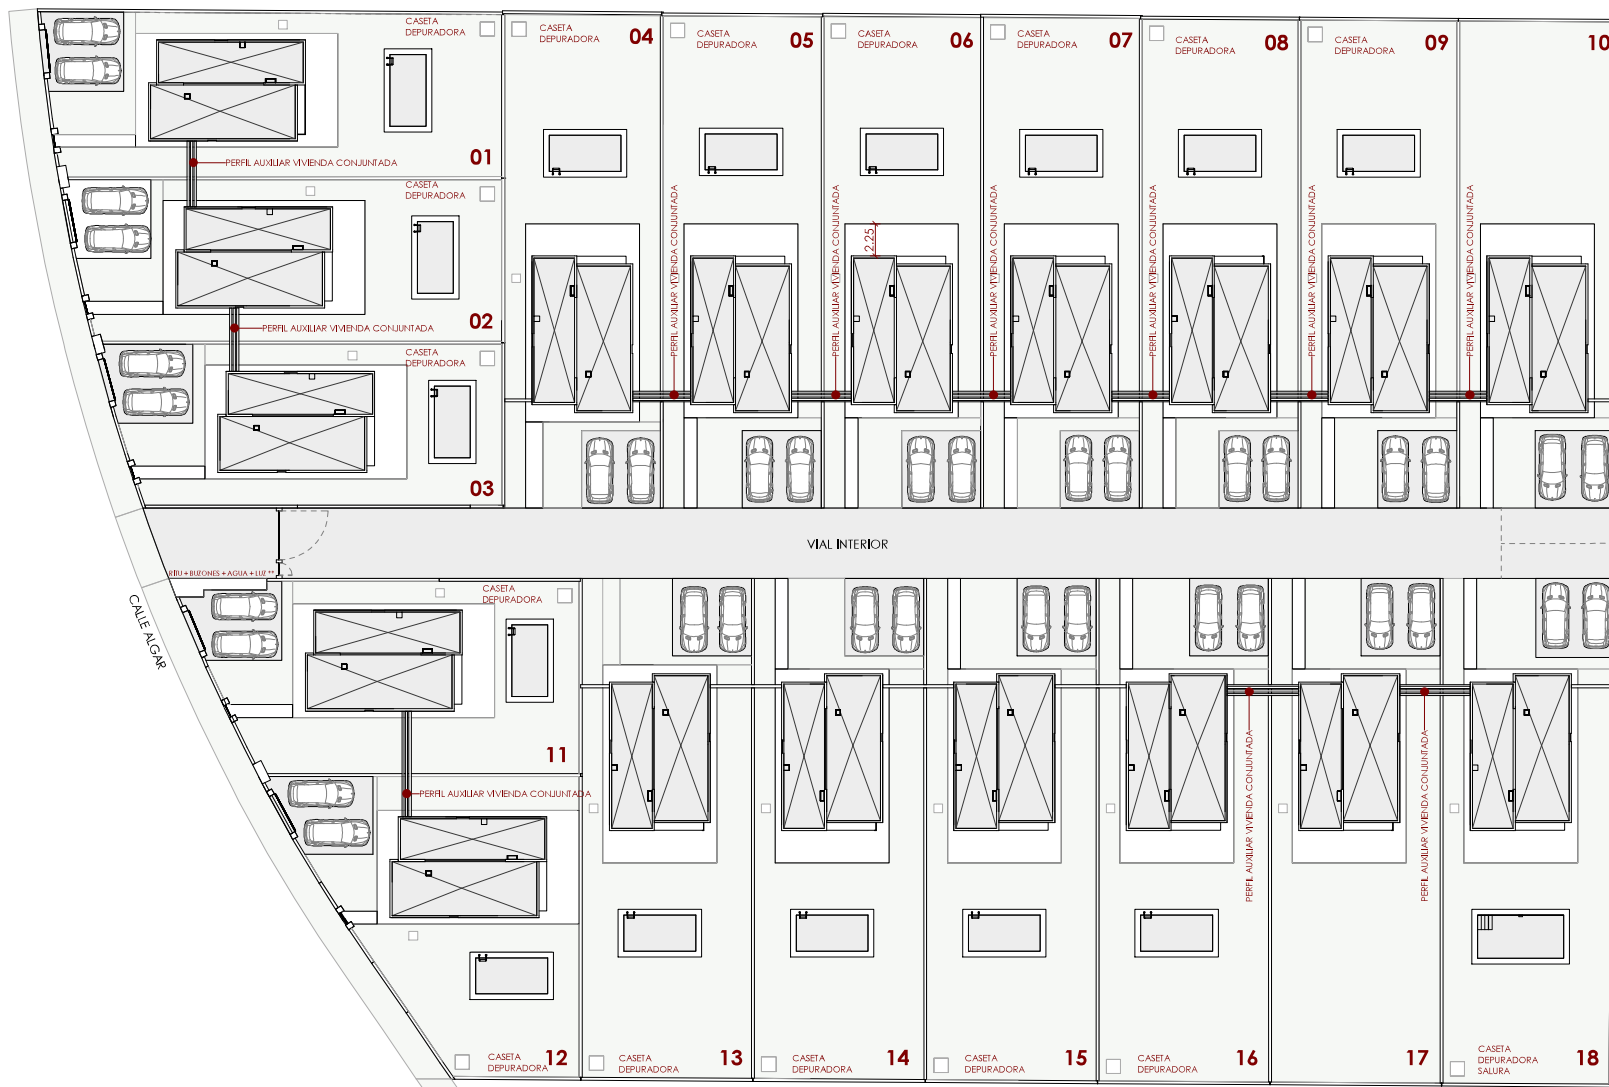 CASETA
DEPURADORA
CASETA
DEPURADORA
04
CASETA
DEPURADORA
05
CASETA
DEPURADORA
06
CASETA
DEPURADORA
07
CASETA
DEPURADORA
08
CASETA
DEPURADORA
09
10
PERFIL AUXILIAR VIVIENDA CONJUNTADA
01
CASETA
DEPURADORA
PERFIL AUXILIAR VIVIENDA CONJUNTADA
02
CASETA
DEPURADORA
03
PERFIL AUXILIAR VIVIENDA CONJUNTADA
PERFIL AUXILIAR VIVIENDA CONJUNTADA
2,25
PERFIL AUXILIAR VIVIENDA CONJUNTADA
PERFIL AUXILIAR VIVIENDA CONJUNTADA
PERFIL AUXILIAR VIVIENDA CONJUNTADA
PERFIL AUXILIAR VIVIENDA CONJUNTADA
VIAL INTERIOR
RITU + BUZONES + AGUA + LUZ **
CALLE ALGAR
CASETA
DEPURADORA
11
PERFIL AUXILIAR VIVIENDA CONJUNTADA
PERFIL AUXILIAR VIVIENDA CONJUNTADA
PERFIL AUXILIAR VIVIENDA CONJUNTADA
CASETA
DEPURADORA
12
CASETA
DEPURADORA
13
CASETA
DEPURADORA
14
CASETA
DEPURADORA
15
CASETA
DEPURADORA
16
17
CASETA
DEPURADORA
SALURA
18